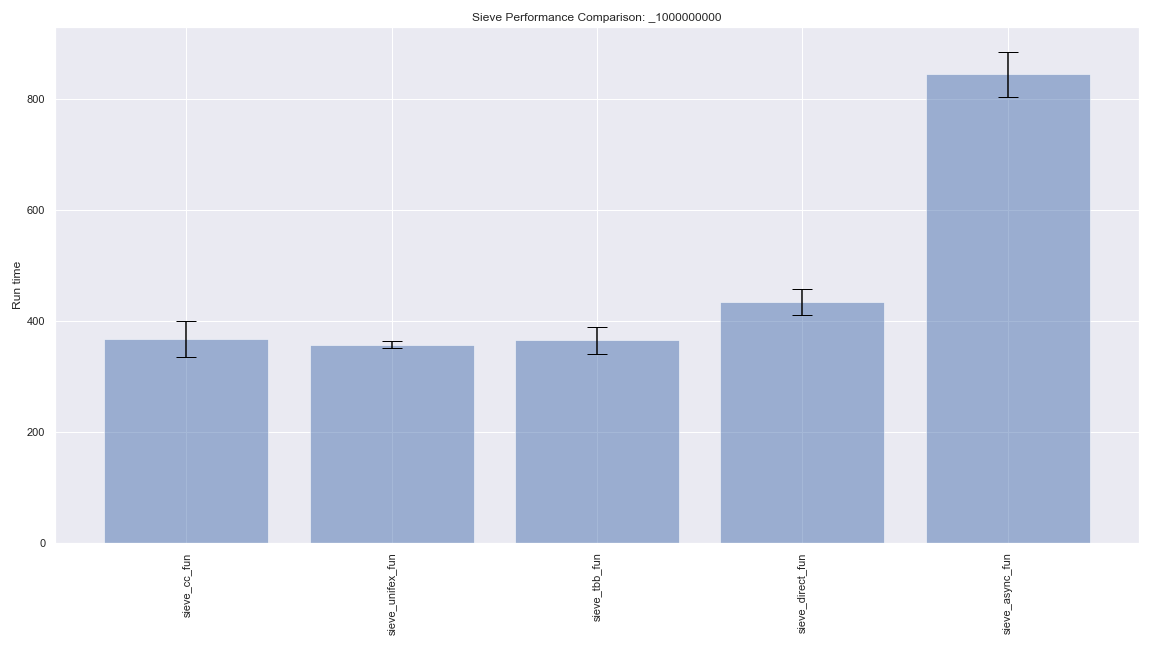 Sieve Performance Comparison: _1000000000
Run time
800
600
400
200
0
sieve_cc_fun
sieve_unifex_fun
sieve_tbb_fun
sieve_direct_fun
sieve_async_fun